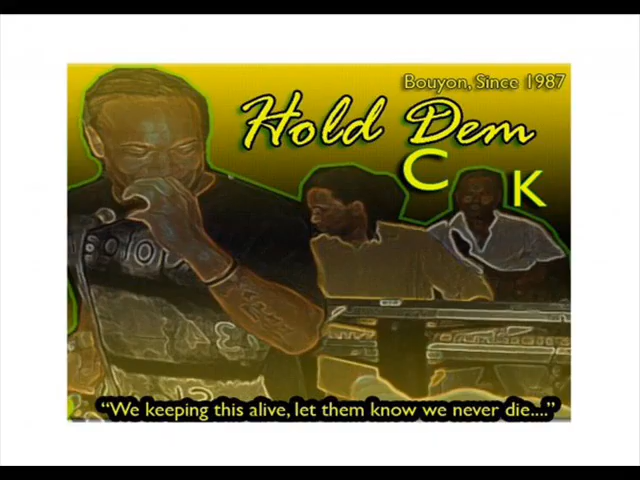 Bouyon, Since 1987
Hold Dem
C K
"We keeping this alive, let them know we never die...."